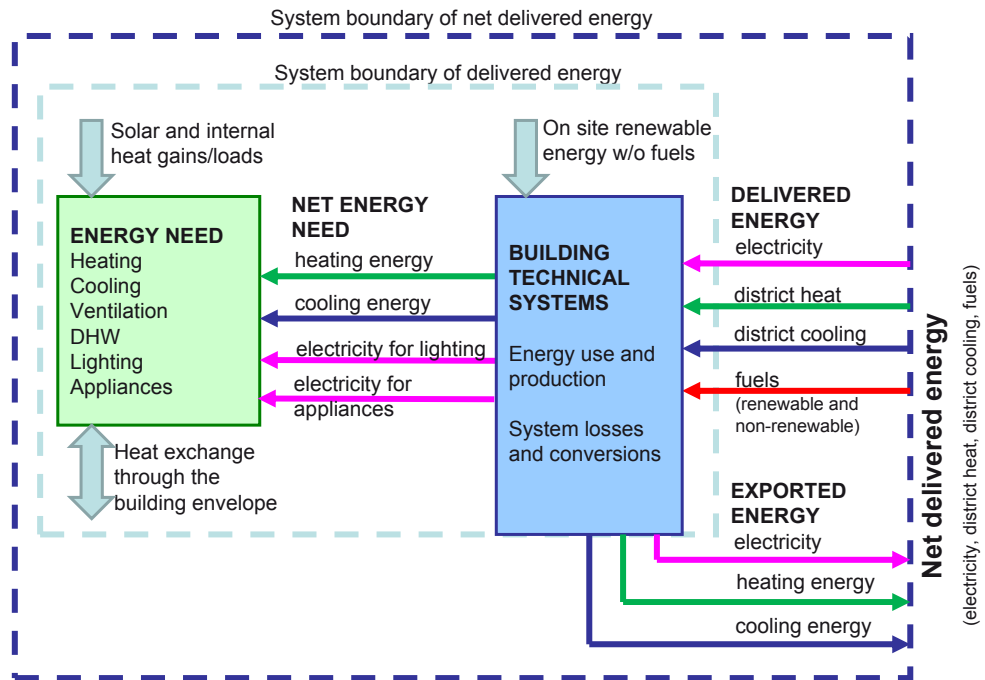 System boundary of net delivered energy
System boundary of delivered energy
Solar and internal
heat gains/loads
On site renewable
energy w/o fuels
ENERGY NEED
Heating
Cooling
Ventilation
DHW
Lighting
Appliances
NET ENERGY
NEED
heating energy
cooling energy
electricity for lighting
electricity for
appliances
BUILDING
TECHNICAL
SYSTEMS
Energy use and
production
System losses
and conversions
DELIVERED
ENERGY
electricity
district heat
district cooling
fuels
(renewable and
non-renewable)
Heat exchange
through the
building envelope
EXPORTED
ENERGY
electricity
heating energy
cooling energy
Net delivered energy
(electricity, district heat, district cooling, fuels)